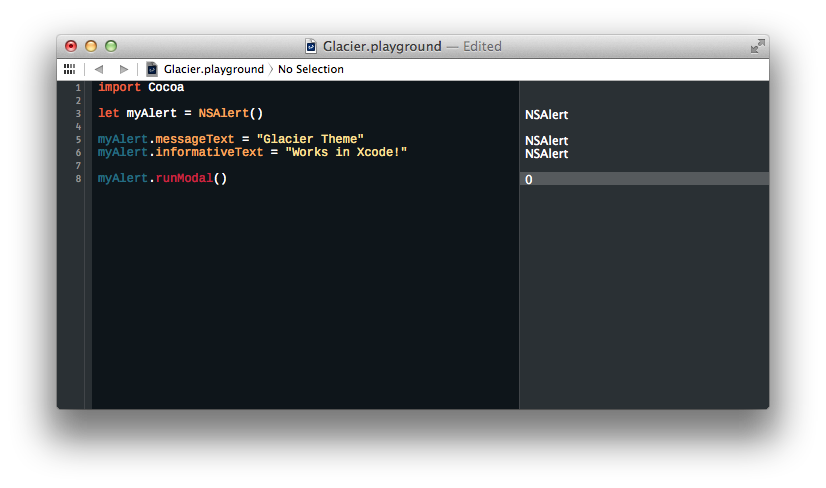 Glacier.playground — Edited
Glacier.playground 〉 No Selection
1 import Cocoa
2
3 let myAlert = NSAlert() NSAlert
4
5 myAlert.messageText = "Glacier Theme" NSAlert
6 myAlert.informativeText = "Works in Xcode!" NSAlert
7
8 myAlert.runModal() 0